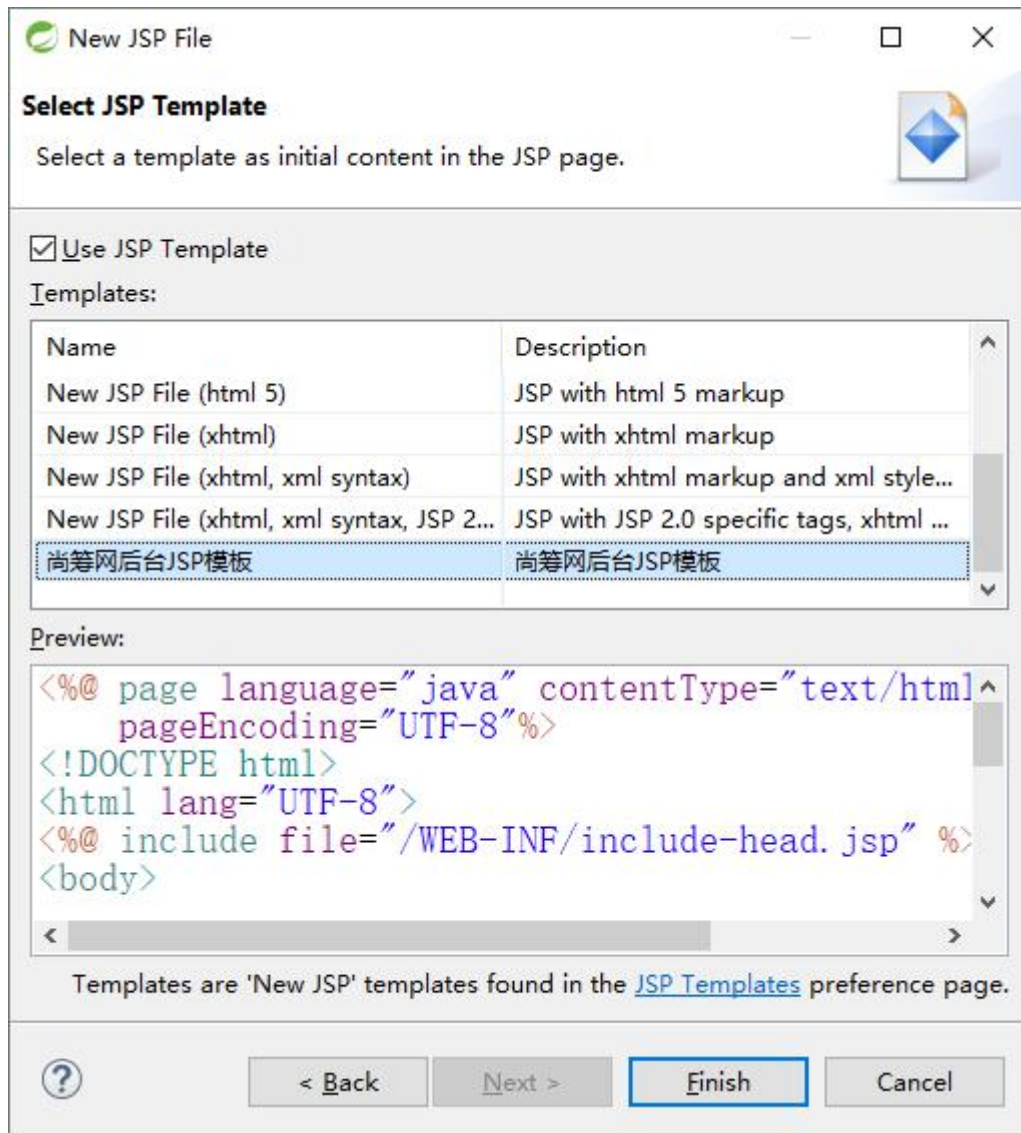 New JSP File
Select JSP Template
Select a template as initial content in the JSP page.
Use JSP Template
Templates:
Name Description
New JSP File (html 5) JSP with html 5 markup
New JSP File (xhtml) JSP with xhtml markup
New JSP File (xhtml, xml syntax) JSP with xhtml markup and xml style...
New JSP File (xhtml, xml syntax, JSP 2... JSP with JSP 2.0 specific tags, xhtml ...
尚筹网后台JSP模板 尚筹网后台JSP模板
Preview:
<%@ page language="java" contentType="text/html
pageEncoding="UTF-8"%>
<!DOCTYPE html>
<html lang="UTF-8">
<%@ include file="/WEB-INF/include-head.jsp" %>
<body>
Templates are 'New JSP' templates found in the JSP Templates preference page.
? < Back Next > Finish Cancel